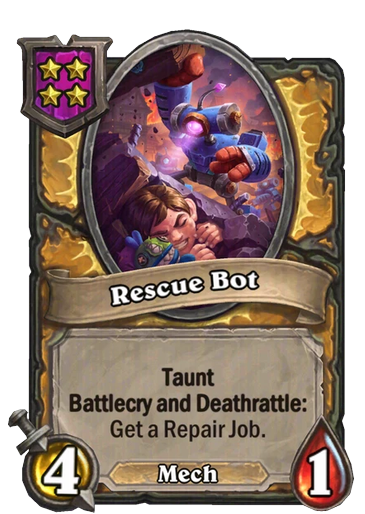 Rescue Bot
Taunt
Battlecry and Deathrattle:
Get a Repair Job.
4
Mech
1